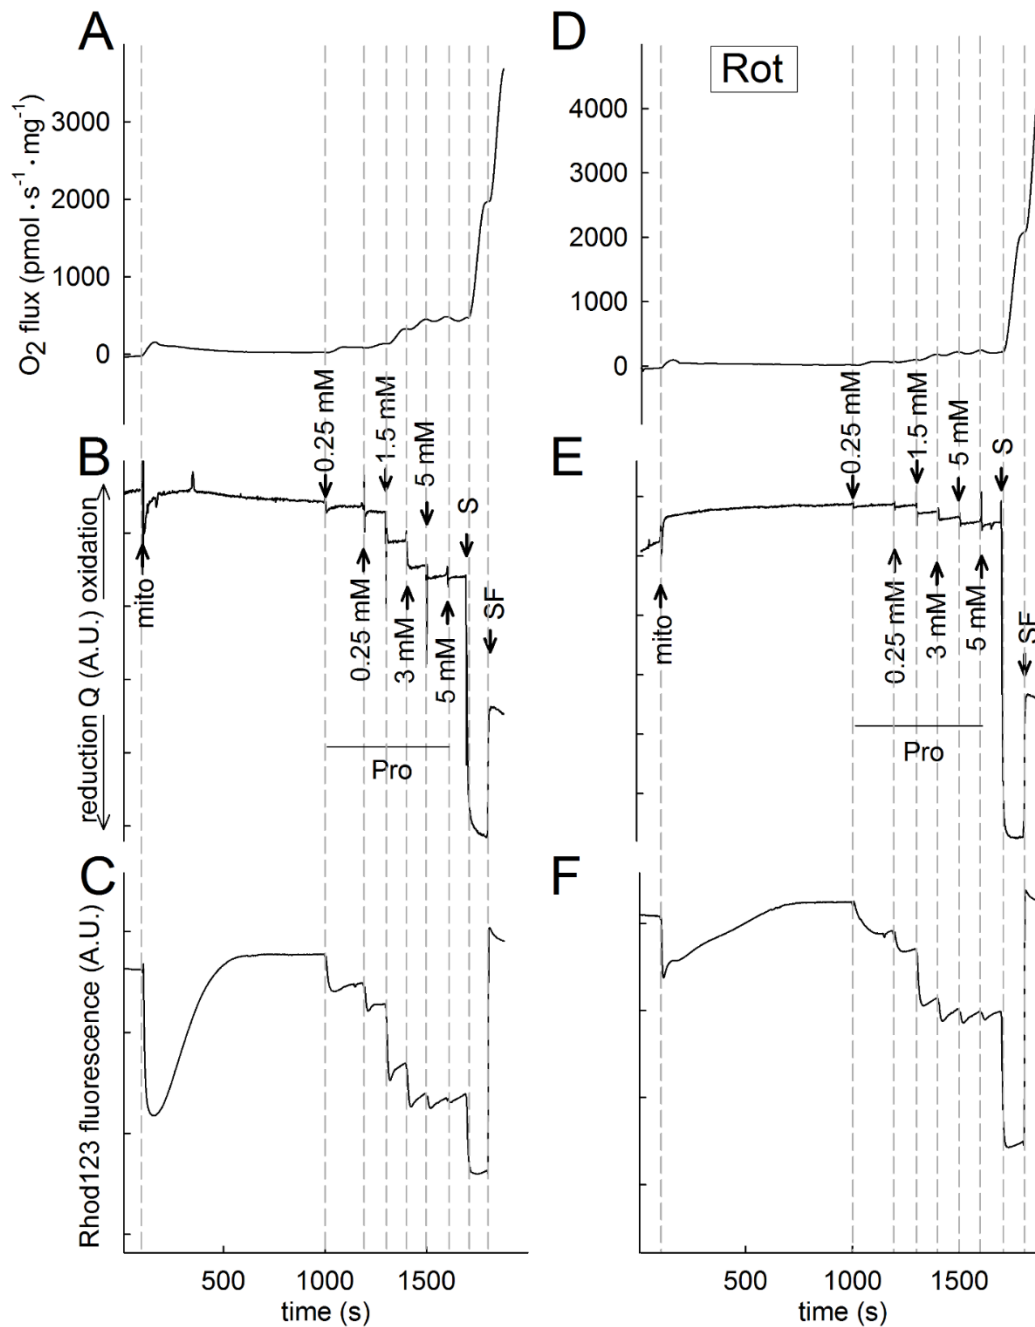 A
O2 flux (pmol · s⁻¹ · mg⁻¹)
3000
2000
1000
0
D
Rot
4000
3000
2000
1000
0
B
reduction Q (A.U.) oxidation
mito
0.25 mM
0.25 mM
1.5 mM
3 mM
5 mM
5 mM
S
SF
Pro
E
mito
0.25 mM
0.25 mM
1.5 mM
3 mM
5 mM
5 mM
S
SF
Pro
C
Rhod123 fluorescence (A.U.)
500
1000
1500
time (s)
F
500
1000
1500
time (s)